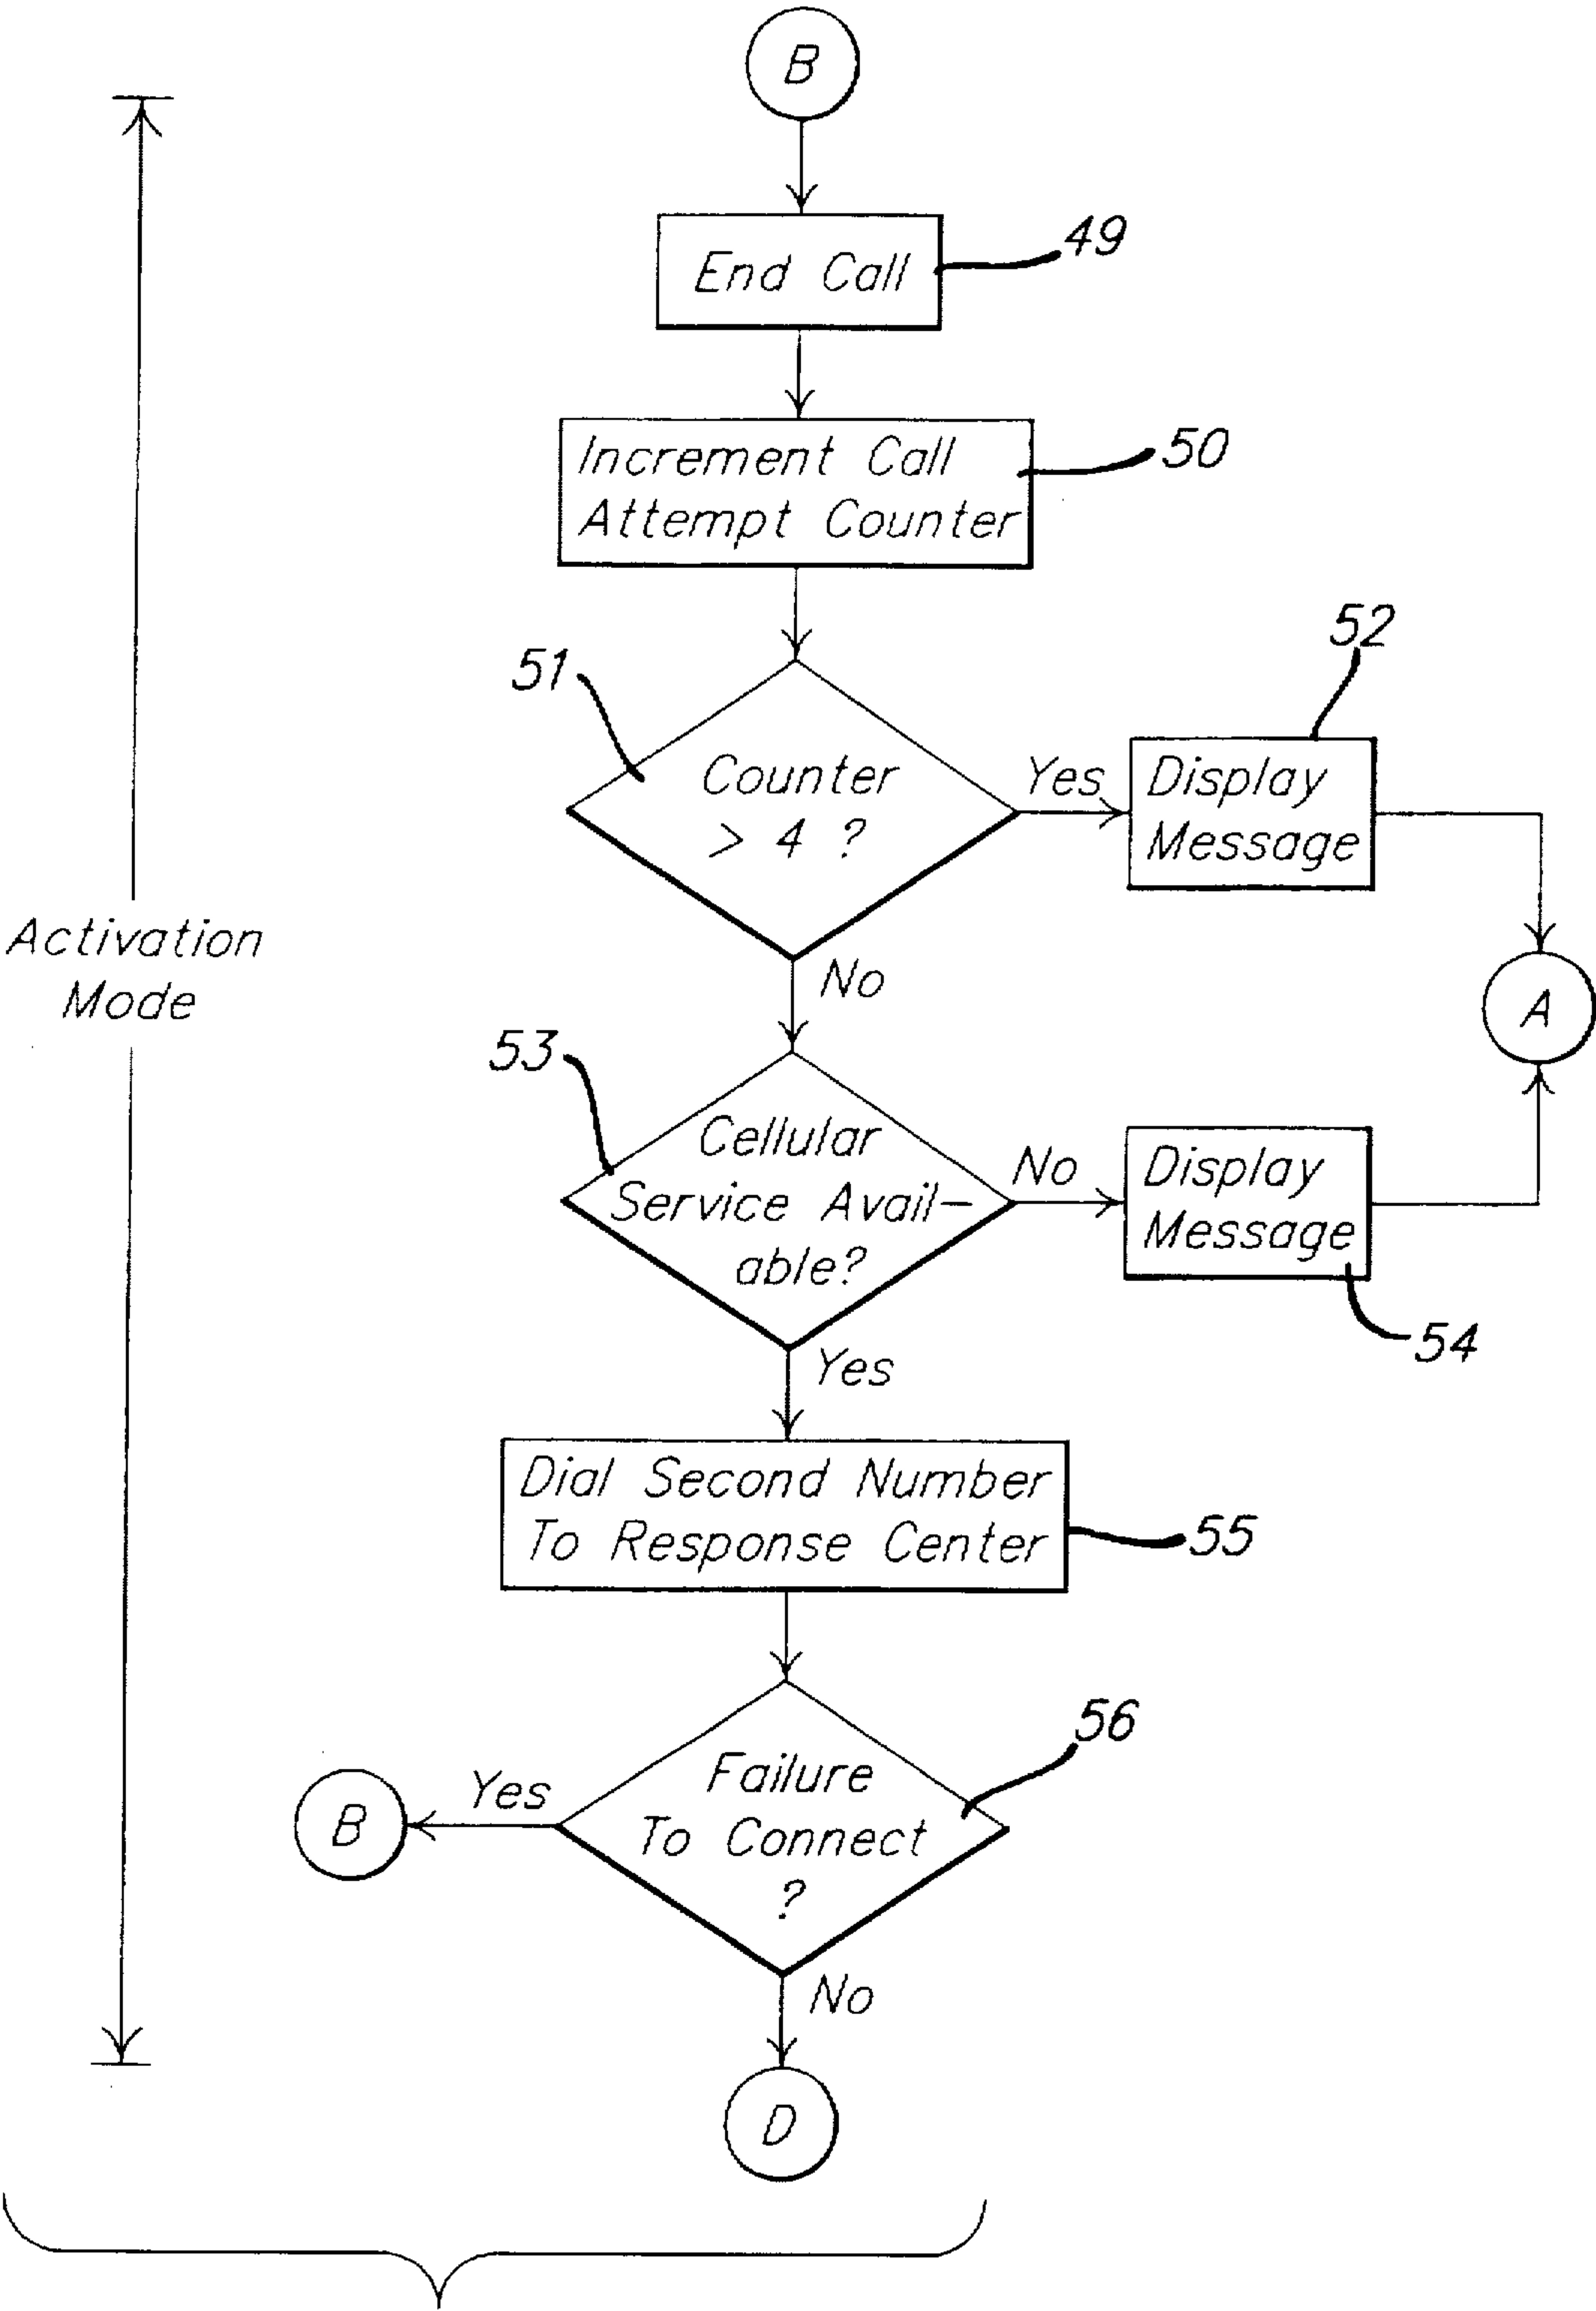 B
End Call
49
Increment Call
Attempt Counter
50
51
Counter
> 4 ?
Yes
Display
Message
52
Activation
Mode
No
A
53
Cellular
Service Avail-
able?
No
Display
Message
54
Yes
Dial Second Number
To Response Center
55
56
Failure
To Connect
?
Yes
B
No
D